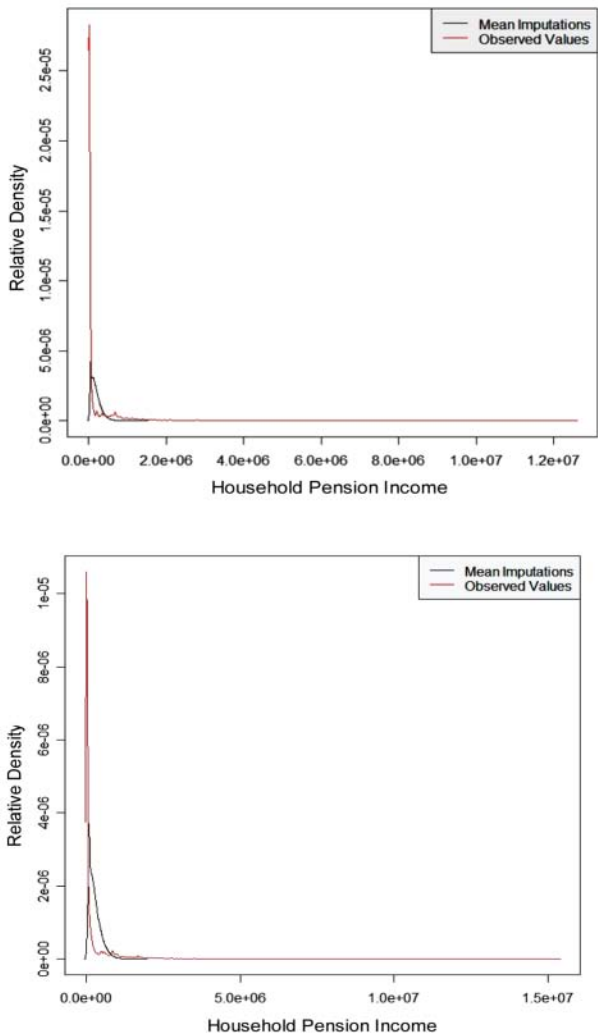 Mean Imputations
Observed Values
Relative Density
2.5e-05
2.0e-05
1.5e-05
1.0e-05
5.0e-06
0.0e+00
0.0e+00 2.0e+06 4.0e+06 6.0e+06 8.0e+06 1.0e+07 1.2e+07
Household Pension Income
Mean Imputations
Observed Values
Relative Density
1e-05
8e-06
6e-06
4e-06
2e-06
0e+00
0.0e+00 5.0e+06 1.0e+07 1.5e+07
Household Pension Income